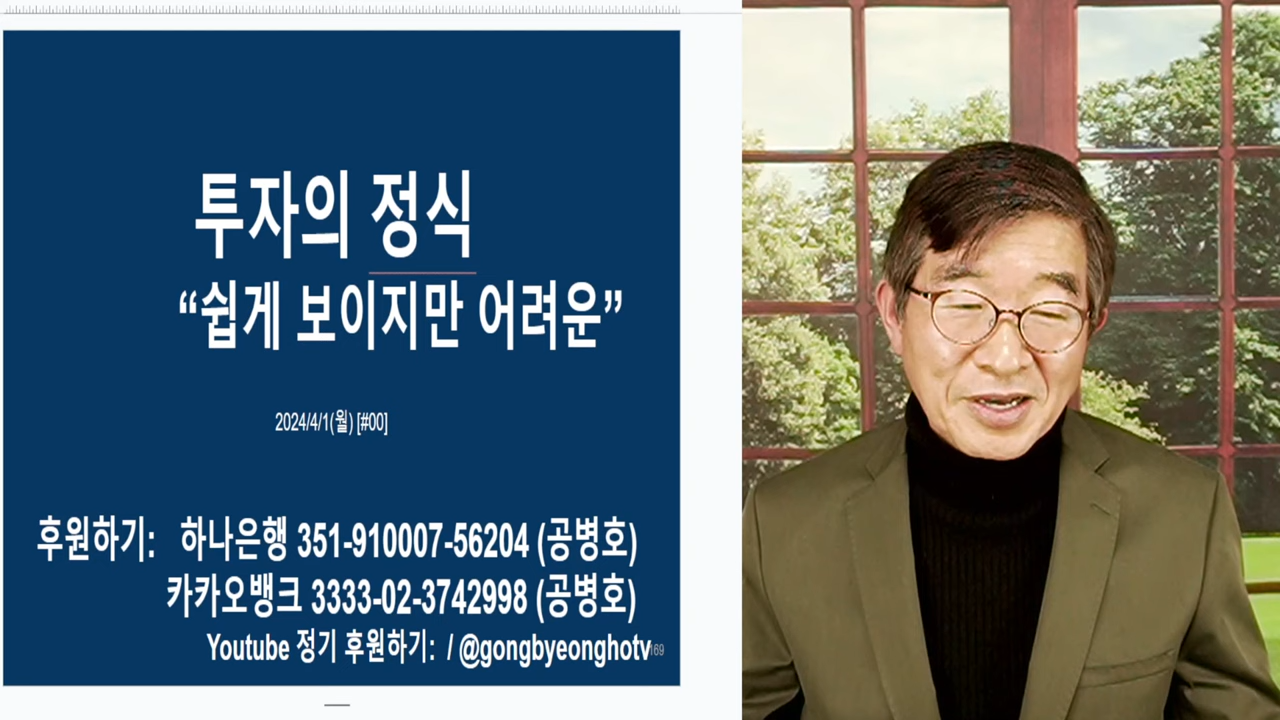 투자의 정식
“쉽게 보이지만 어려운”
2024/4/1(월) [#00]
후원하기: 하나은행 351-910007-56204 (공병호)
카카오뱅크 3333-02-3742998 (공병호)
Youtube 정기 후원하기: / @gongbyeonghotv
169